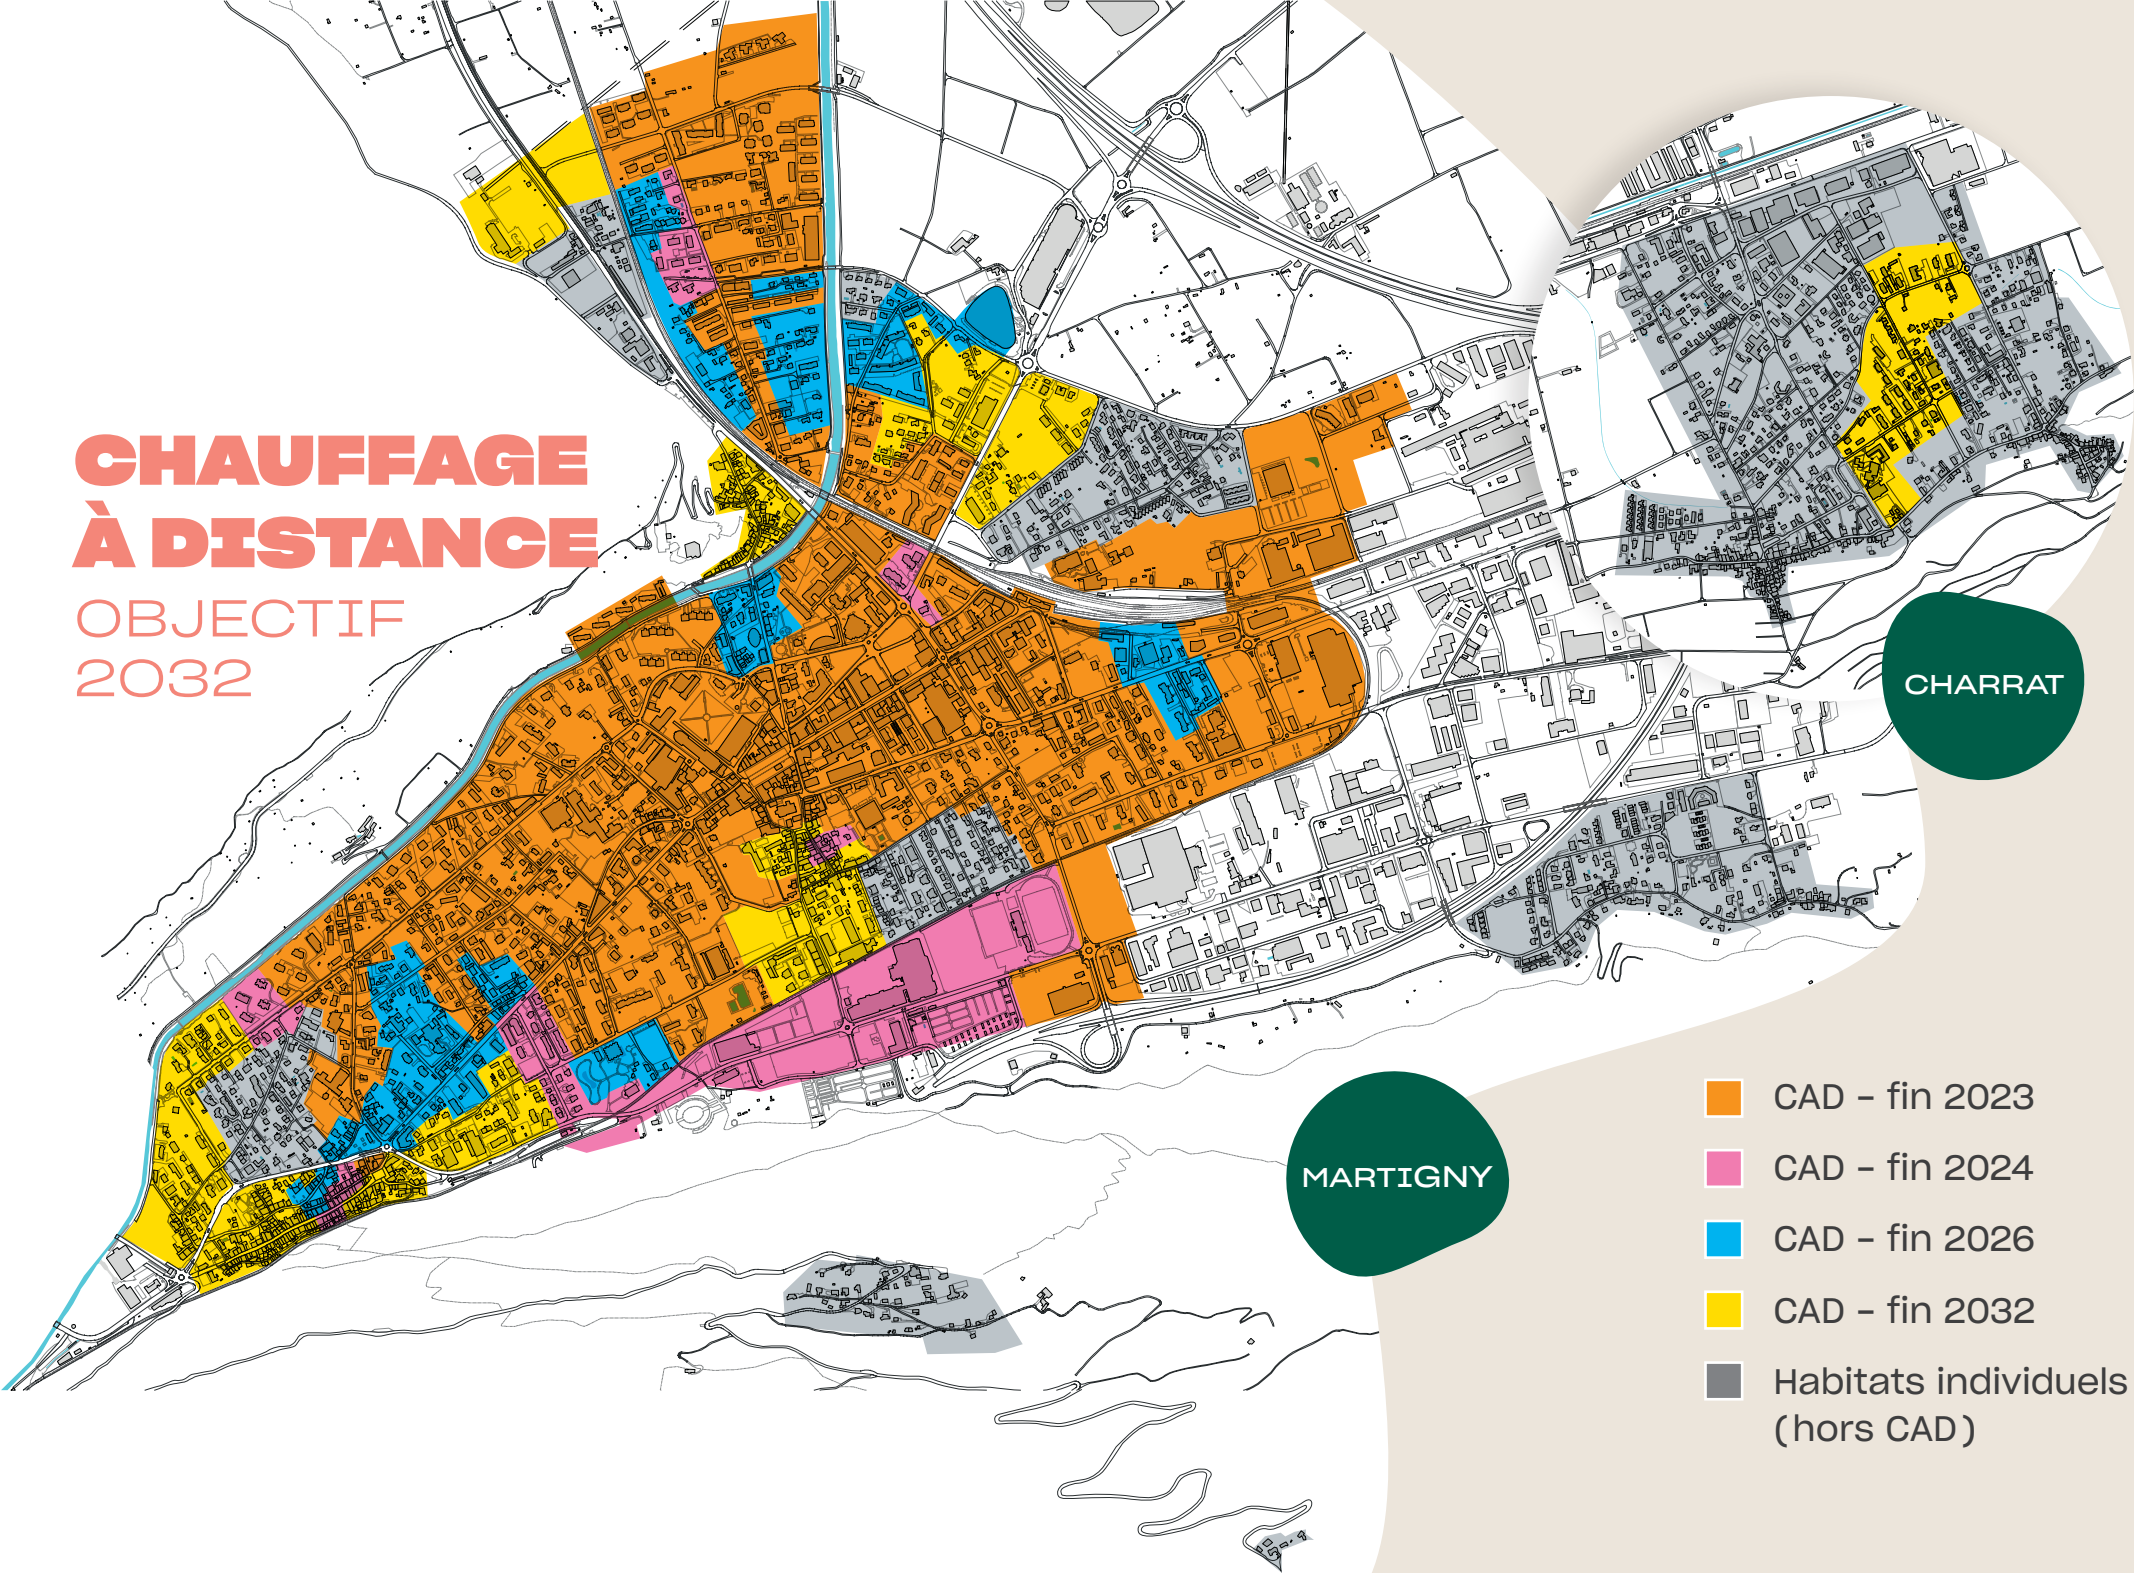 CHAUFFAGE
À DISTANCE
OBJECTIF
2032
CHARRAT
MARTIGNY
CAD – fin 2023
CAD – fin 2024
CAD – fin 2026
CAD – fin 2032
Habitats individuels
(hors CAD)